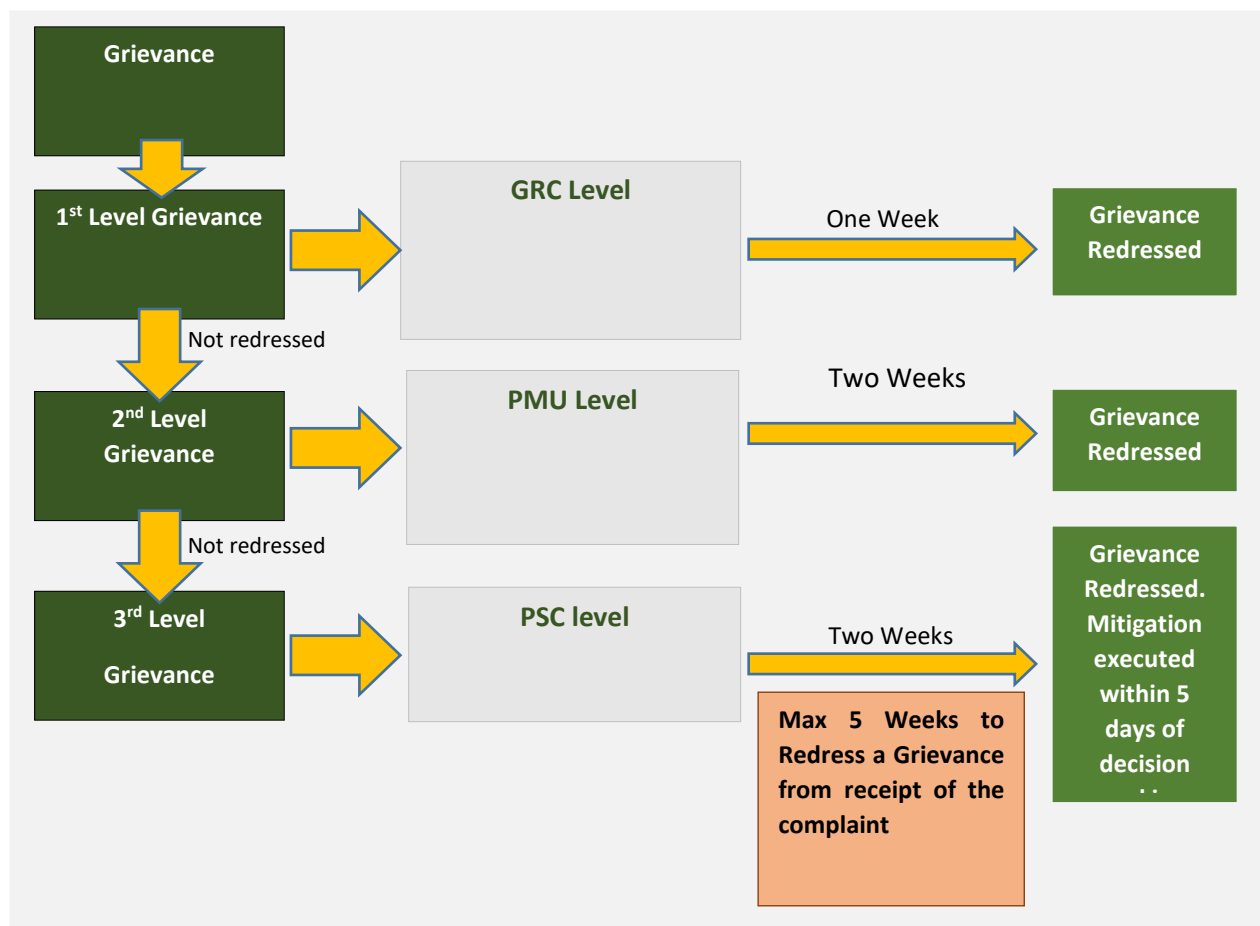 Grievance
1st Level Grievance
GRC Level
One Week
Grievance
Redressed
Not redressed
2nd Level
Grievance
PMU Level
Two Weeks
Grievance
Redressed
Not redressed
3rd Level
Grievance
PSC level
Two Weeks
Grievance
Redressed.
Mitigation
executed
within 5
days of
decision
Max 5 Weeks to
Redress a Grievance
from receipt of the
complaint